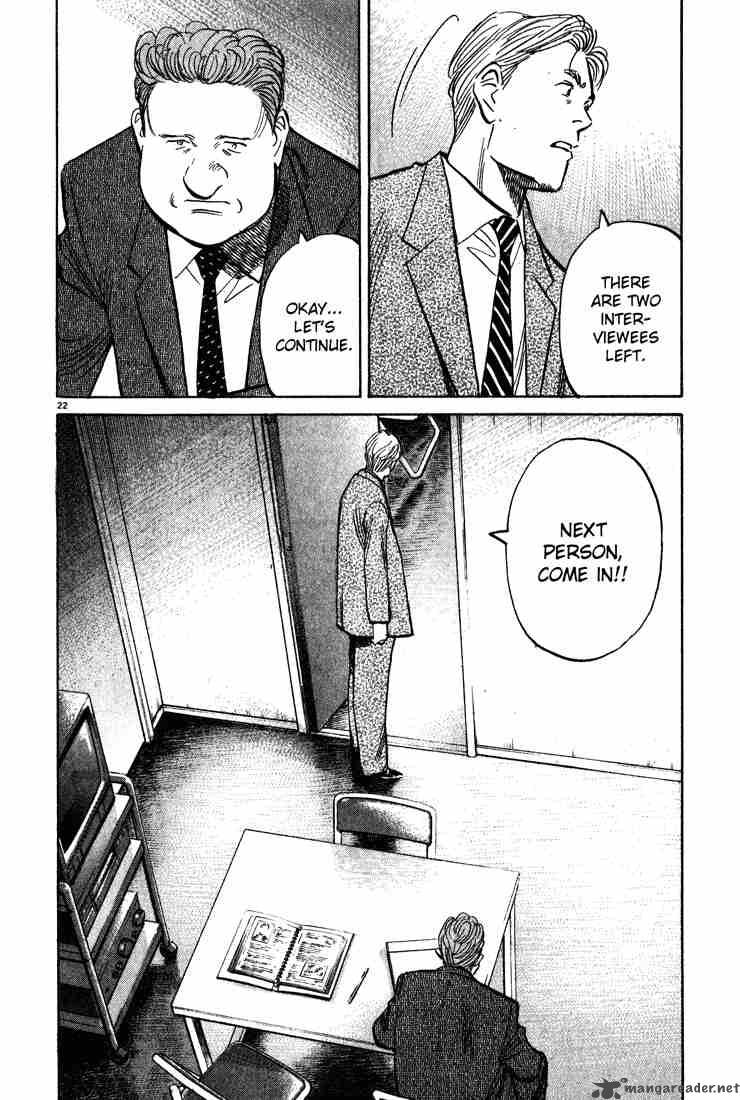 OKAY...
LET'S
CONTINUE.
THERE
ARE TWO
INTER-
VIEWEES
LEFT.
22
NEXT
PERSON,
COME IN!!
mangareader.net